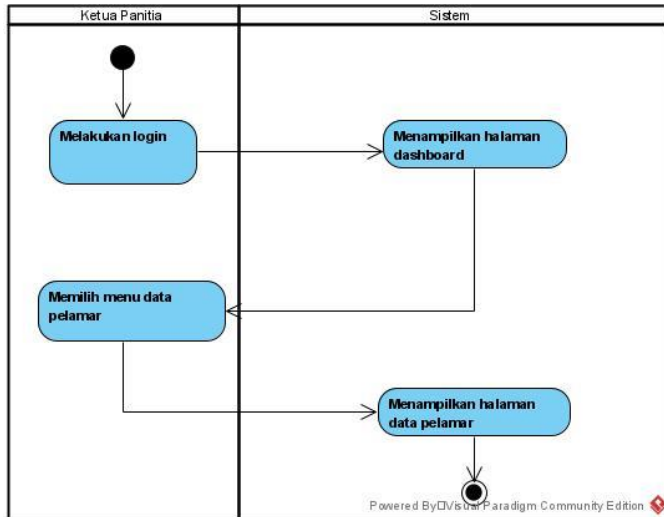 Ketua Panitia
Sistem
Melakukan login
Menampilkan halaman
dashboard
Memilih menu data
pelamar
Menampilkan halaman
data pelamar
Powered By Visual Paradigm Community Edition